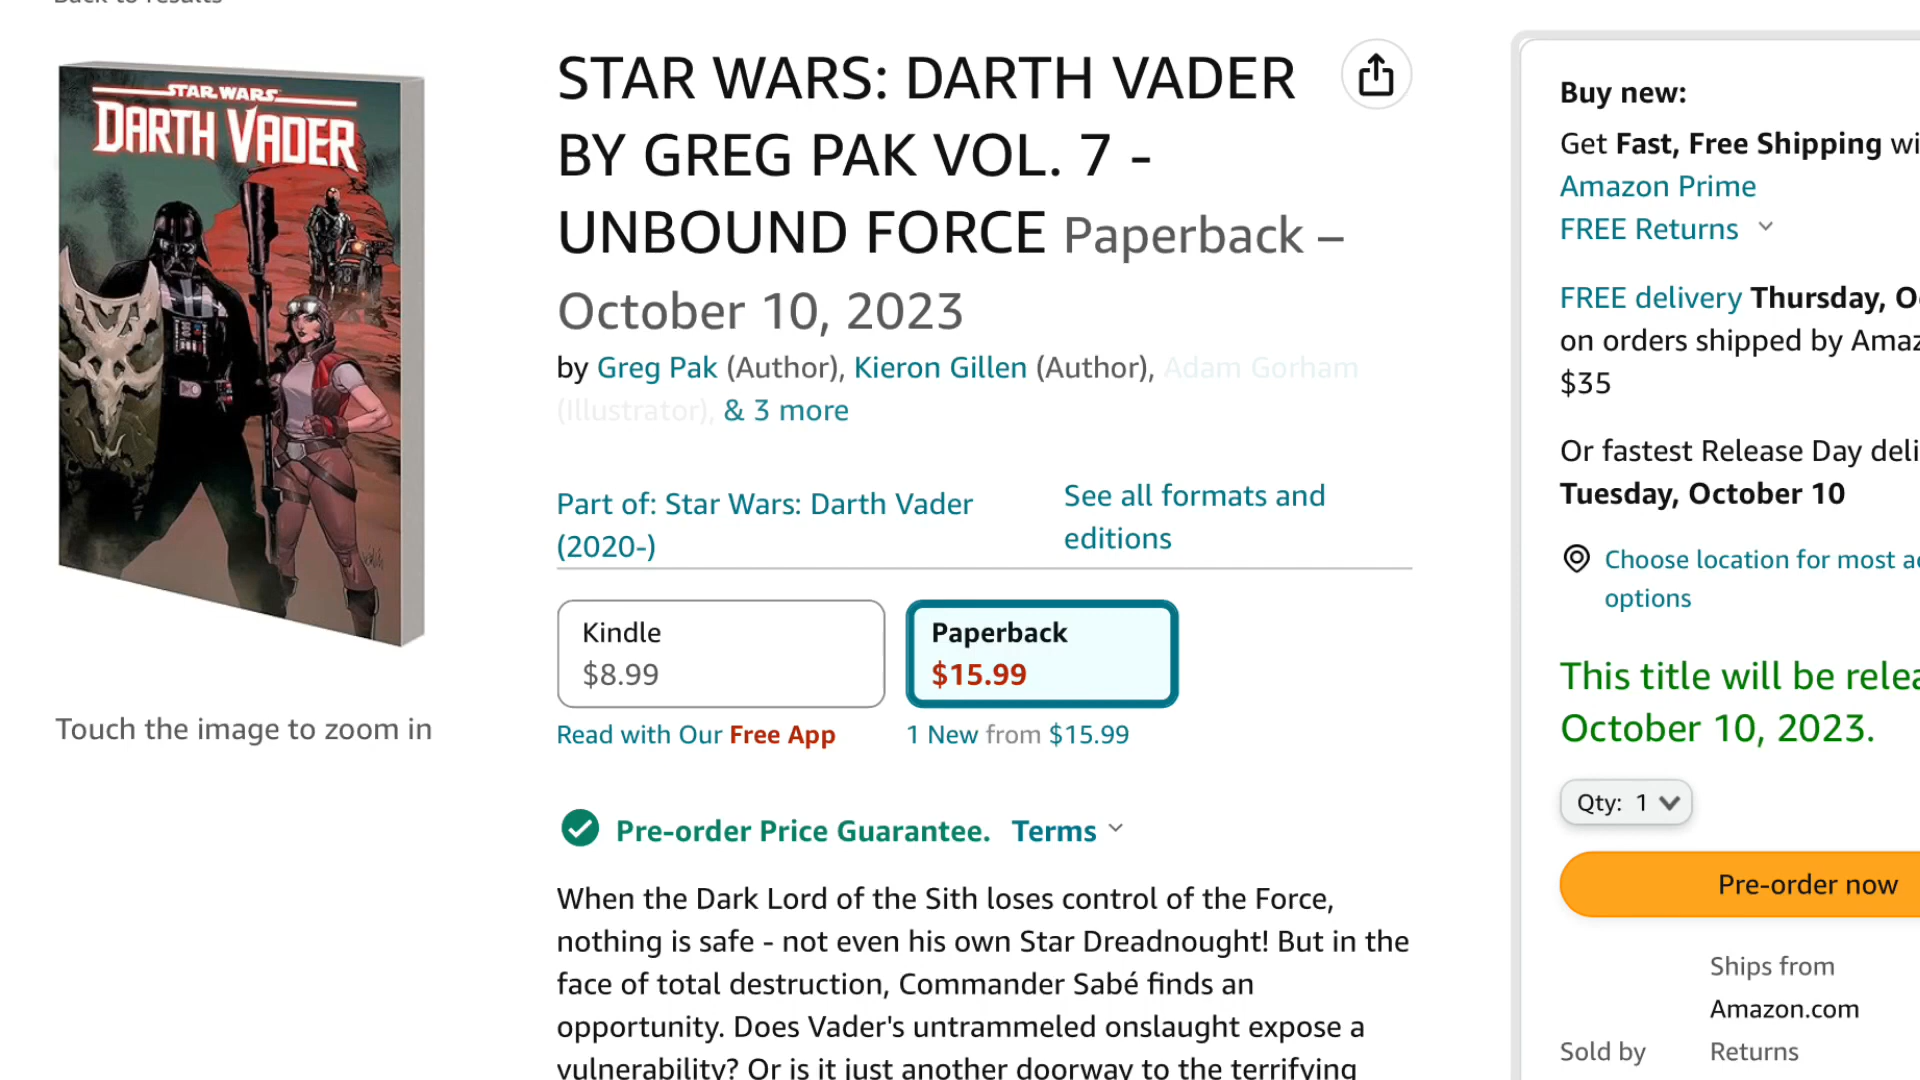 Back to results
STAR WARS
DARTH VADER
Touch the image to zoom in
STAR WARS: DARTH VADER
BY GREG PAK VOL. 7 -
UNBOUND FORCE Paperback –
October 10, 2023
by Greg Pak (Author), Kieron Gillen (Author), Adam Gorham
(Illustrator), & 3 more
Part of: Star Wars: Darth Vader
(2020-)
See all formats and
editions
Kindle
$8.99
Read with Our Free App
Paperback
$15.99
1 New from $15.99
Pre-order Price Guarantee. Terms
When the Dark Lord of the Sith loses control of the Force,
nothing is safe - not even his own Star Dreadnought! But in the
face of total destruction, Commander Sabé finds an
opportunity. Does Vader's untrammeled onslaught expose a
vulnerability? Or is it just another doorway to the terrifying
Buy new:
Get Fast, Free Shipping wi
Amazon Prime
FREE Returns
FREE delivery Thursday, O
on orders shipped by Amaz
$35
Or fastest Release Day deli
Tuesday, October 10
Choose location for most a
options
This title will be relea
October 10, 2023.
Qty: 1
Pre-order now
Ships from
Amazon.com
Sold by Returns